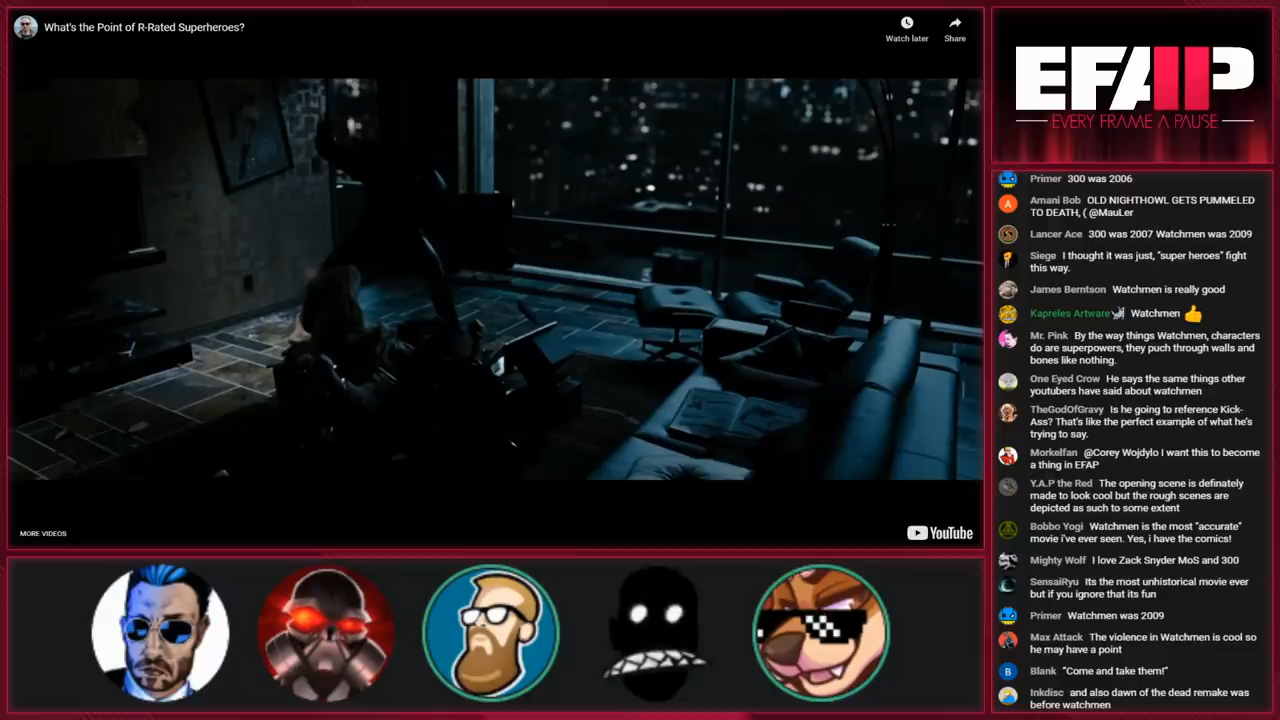 What's the Point of R-Rated Superheroes?
Watch later
Share
MORE VIDEOS
YouTube
EFAP
EVERY FRAME A PAUSE
Primer 300 was 2006
Amani Bob OLD NIGHTHOWL GETS PUMMELED
TO DEATH, ( @MauLer
Lancer Ace 300 was 2007 Watchmen was 2009
Siege I thought it was just, "super heroes" fight
this way.
James Berntson Watchmen is really good
Kapreles Artware Watchmen 👍
Mr. Pink By the way things Watchmen, characters
do are superpowers, they puch through walls and
bones like nothing.
One Eyed Crow He says the same things other
youtubers have said about watchmen
TheGodOfGravy Is he going to reference Kick-
Ass? That's like the perfect example of what he's
trying to say.
Morkelfan @Corey Wojdylo I want this to become
a thing in EFAP
Y.A.P the Red The opening scene is definately
made to look cool but the rough scenes are
depicted as such to some extent
Bobbo Yogi Watchmen is the most "accurate"
movie i've ever seen. Yes, i have the comics!
Mighty Wolf I love Zack Snyder MoS and 300
SensaiRyu Its the most unhistorical movie ever
but if you ignore that its fun
Primer Watchmen was 2009
Max Attack The violence in Watchmen is cool so
he may have a point
Blank "Come and take them!"
Inkdisc and also dawn of the dead remake was
before watchmen